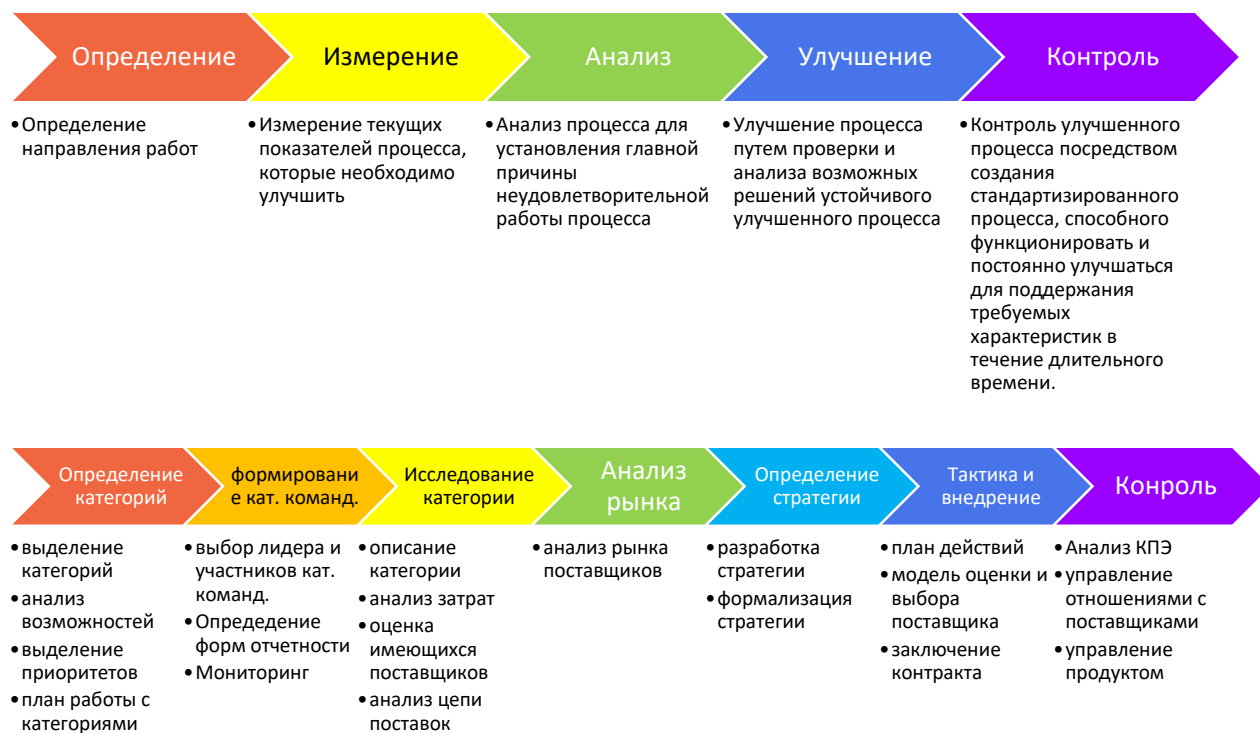 Определение
Измерение
Анализ
Улучшение
Контроль
•Определение
направления работ
•Измерение текущих
показателей процесса,
которые необходимо
улучшить
•Анализ процесса для
установления главной
причины
неудовлетворительной
работы процесса
•Улучшение процесса
путем проверки и
анализа возможных
решений устойчивого
улучшенного процесса
•Контроль улучшенного
процесса посредством
создания
стандартизированного
процесса, способного
функционировать и
постоянно улучшаться
для поддержания
требуемых
характеристик в
течение длительного
времени.
Определение
категорий
формировани
е кат. команд.
Исследование
категории
Анализ
рынка
Определение
стратегии
Тактика и
внедрение
Конроль
•выделение
категорий
•анализ
возможностей
•выделение
приоритетов
•план работы с
категориями
•выбор лидера и
участников кат.
команд.
•Опредедение
форм отчетности
•Мониторинг
•описание
категории
•анализ затрат
•оценка
имеющихся
поставщиков
•анализ цепи
поставок
•анализ рынка
поставщиков
•разработка
стратегии
•формализация
стратегии
•план действий
•модель оценки и
выбора
поставщика
•заключение
контракта
•Анализ КПЭ
•управление
отношениями с
поставщиками
•управление
продуктом